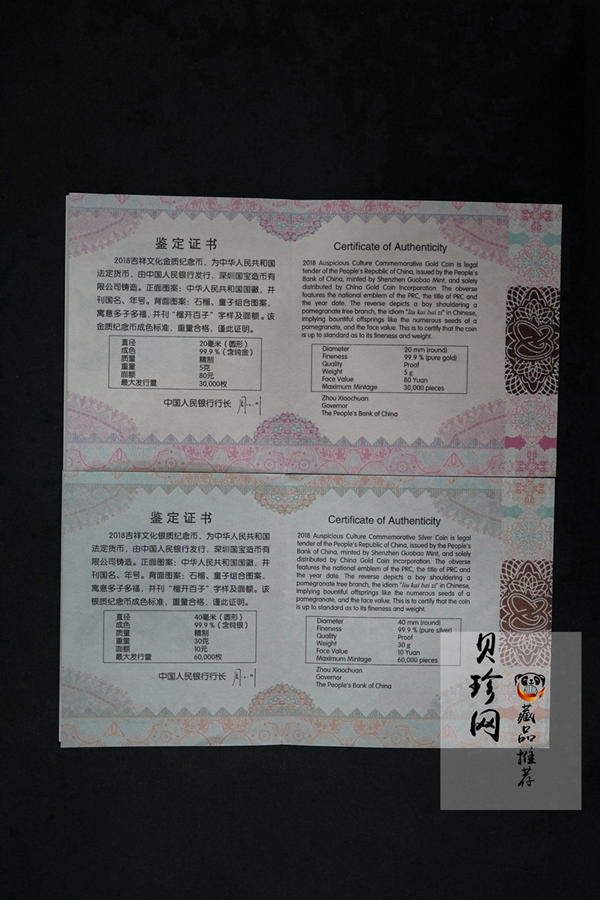 鉴定证书
2018吉祥文化金质纪念币，为中华人民共和国
法定货币，由中国人民银行发行，深圳国宝造币有
限公司铸造。正面图案：中华人民共和国国徽，并
刊国名、年号。背面图案：石榴、童子组合图案，
寓意多子多福，并刊“榴开百子”字样及面额。该
金质纪念币成色标准，重量合格，谨此证明。
直径 20毫米（圆形）
成色 99.9%（含纯金）
质量 精制
重量 5克
面额 80元
最大发行量 30,000枚
中国人民银行行长
Certificate of Authenticity
2018 Auspicious Culture Commemorative Gold Coin is legal
tender of the People's Republic of China, issued by the People's
Bank of China, minted by Shenzhen Guobao Mint, and solely
distributed by China Gold Coin Incorporation. The obverse
features the national emblem of the PRC, the title of PRC and
the year date. The reverse depicts a boy shouldering a
pomegranate tree branch, the idiom "liu kai bai zi" in Chinese,
implying bountiful offsprings like the numerous seeds of a
pomegranate, and the face value. This is to certify that the coin
is up to standard as to its fineness and weight.
Diameter 20 mm (round)
Fineness 99.9 % (pure gold)
Quality Proof
Weight 5 g
Face Value 80 Yuan
Maximum Mintage 30,000 pieces
Zhou Xiaochuan
Governor
The People's Bank of China
鉴定证书
2018吉祥文化银质纪念币，为中华人民共和国
法定货币，由中国人民银行发行，深圳国宝造币有
限公司铸造。正面图案：中华人民共和国国徽，并
刊国名、年号。背面图案：石榴、童子组合图案，
寓意多子多福，并刊“榴开百子”字样及面额。该
银质纪念币成色标准，重量合格，谨此证明。
直径 40毫米（圆形）
成色 99.9%（含纯银）
质量 精制
重量 30克
面额 10元
最大发行量 60,000枚
中国人民银行行长
Certificate of Authenticity
2018 Auspicious Culture Commemorative Silver Coin is legal
tender of the People's Republic of China, issued by the People's
Bank of China, minted by Shenzhen Guobao Mint, and solely
distributed by China Gold Coin Incorporation. The obverse
features the national emblem of the PRC, the title of PRC and
the year date. The reverse depicts a boy shouldering a
pomegranate tree branch, the idiom "liu kai bai zi" in Chinese,
implying bountiful offsprings like the numerous seeds of a
pomegranate, and the face value. This is to certify that the coin
is up to standard as to its fineness and weight.
Diameter 40 mm (round)
Fineness 99.9 % (pure silver)
Quality Proof
Weight 30 g
Face Value 10 Yuan
Maximum Mintage 60,000 pieces
Zhou Xiaochuan
Governor
The People's Bank of China
贝珍网
藏品推荐